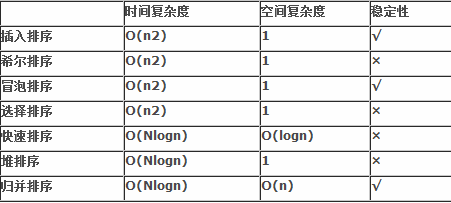 时间复杂度 空间复杂度 稳定性
插入排序 O(n2) 1 √
希尔排序 O(n2) 1 ×
冒泡排序 O(n2) 1 √
选择排序 O(n2) 1 ×
快速排序 O(Nlogn) O(logn) ×
堆排序 O(Nlogn) 1 ×
归并排序 O(Nlogn) O(n) √